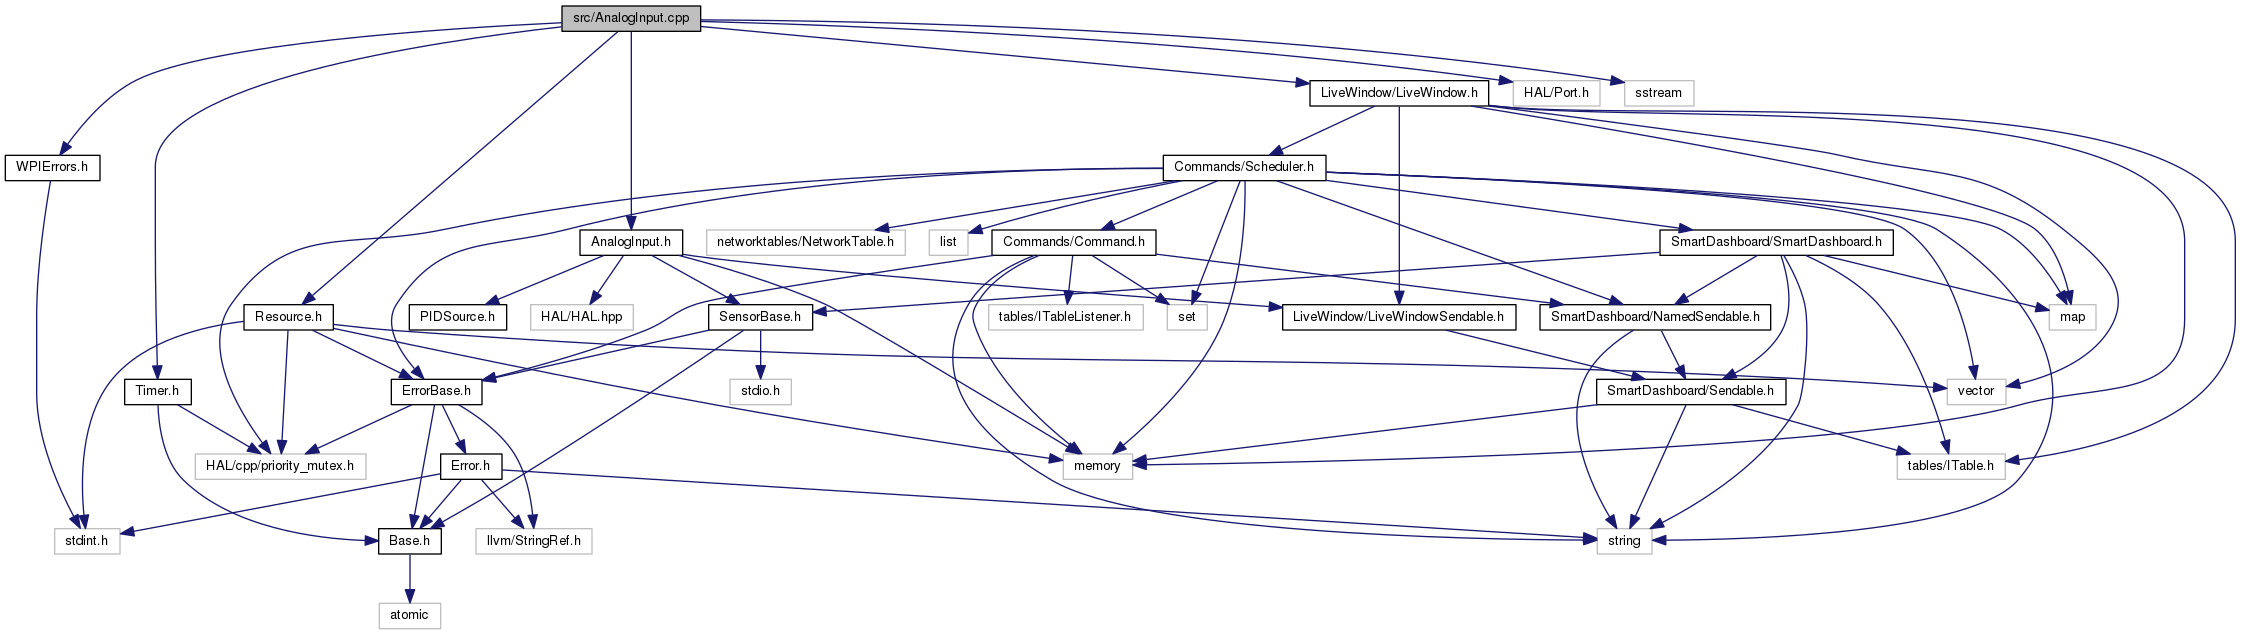 src/AnalogInput.cpp
LiveWindow/LiveWindow.h
HAL/Port.h
sstream
WPIErrors.h
Commands/Scheduler.h
AnalogInput.h
networktables/NetworkTable.h
list
Commands/Command.h
SmartDashboard/SmartDashboard.h
Resource.h
PIDSource.h
HAL/HAL.hpp
SensorBase.h
tables/ITableListener.h
set
LiveWindow/LiveWindowSendable.h
SmartDashboard/NamedSendable.h
map
Timer.h
ErrorBase.h
stdio.h
SmartDashboard/Sendable.h
vector
HAL/cpp/priority_mutex.h
Error.h
memory
tables/ITable.h
stdint.h
Base.h
llvm/StringRef.h
string
atomic